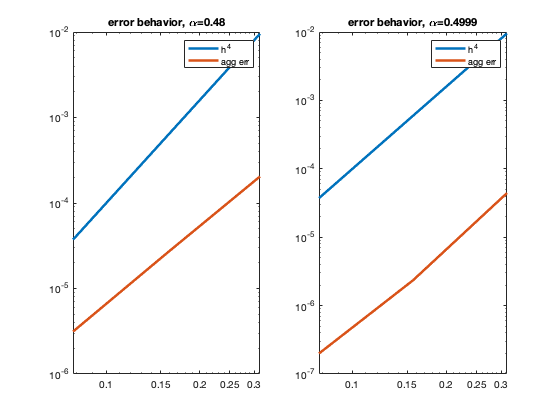 error behavior, α=0.48
h⁴
agg err
10⁻²
10⁻³
10⁻⁴
10⁻⁵
10⁻⁶
0.1 0.15 0.2 0.25 0.3
error behavior, α=0.4999
h⁴
agg err
10⁻²
10⁻³
10⁻⁴
10⁻⁵
10⁻⁶
10⁻⁷
0.1 0.15 0.2 0.25 0.3